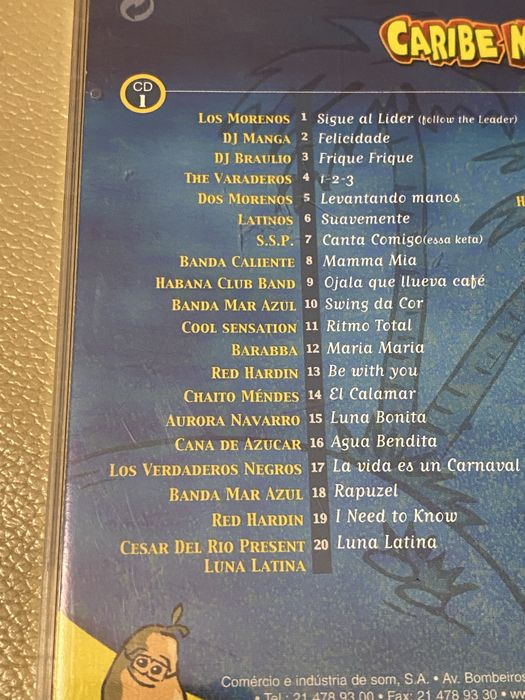 CARIBE
CD
1
LOS MORENOS 1 Sigue al Lider (follow the Leader)
DJ MANGA 2 Felicidade
DJ BRAULIO 3 Frique Frique
THE VARADEROS 4 1-2-3
DOS MORENOS 5 Levantando manos
H
LATINOS 6 Suavemente
S.S.P. 7 Canta Comigo(essa keta)
BANDA CALIENTE 8 Mamma Mia
HABANA CLUB BAND 9 Ojala que llueva café
BANDA MAR AZUL 10 Swing da Cor
COOL SENSATION 11 Ritmo Total
BARABBA 12 Maria Maria
RED HARDIN 13 Be with you
CHAITO MÉNDES 14 El Calamar
AURORA NAVARRO 15 Luna Bonita
CANA DE AZUCAR 16 Agua Bendita
LOS VERDADEROS NEGROS 17 La vida es un Carnaval
BANDA MAR AZUL 18 Rapuzel
RED HARDIN 19 I Need to Know
CESAR DEL RIO PRESENT 20 Luna Latina
LUNA LATINA
Comércio e indústria de som, S.A. • Av. Bombeiros
• Tel.: 21 478 93 00 • Fax: 21 478 93 30 •